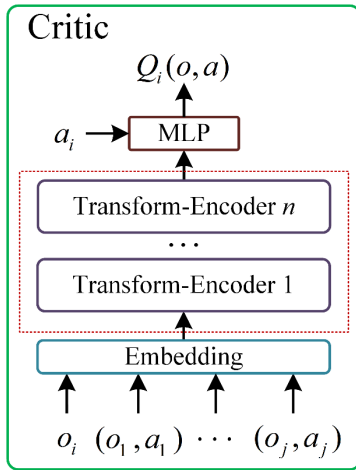 Critic
Q_i(o, a)
a_i
MLP
Transform-Encoder n
...
Transform-Encoder 1
Embedding
o_i (o_1, a_1) ··· (o_j, a_j)